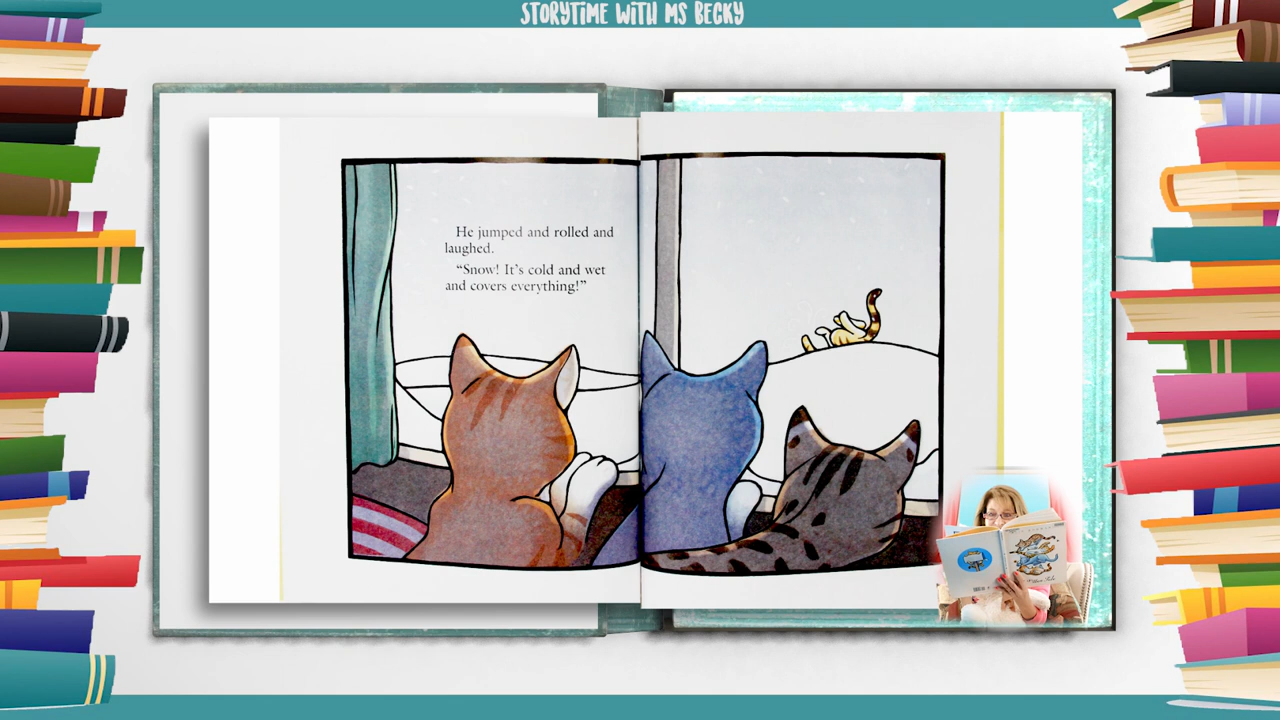 STORYTIME WITH MS BECKY
He jumped and rolled and
laughed.
“Snow! It’s cold and wet
and covers everything!”